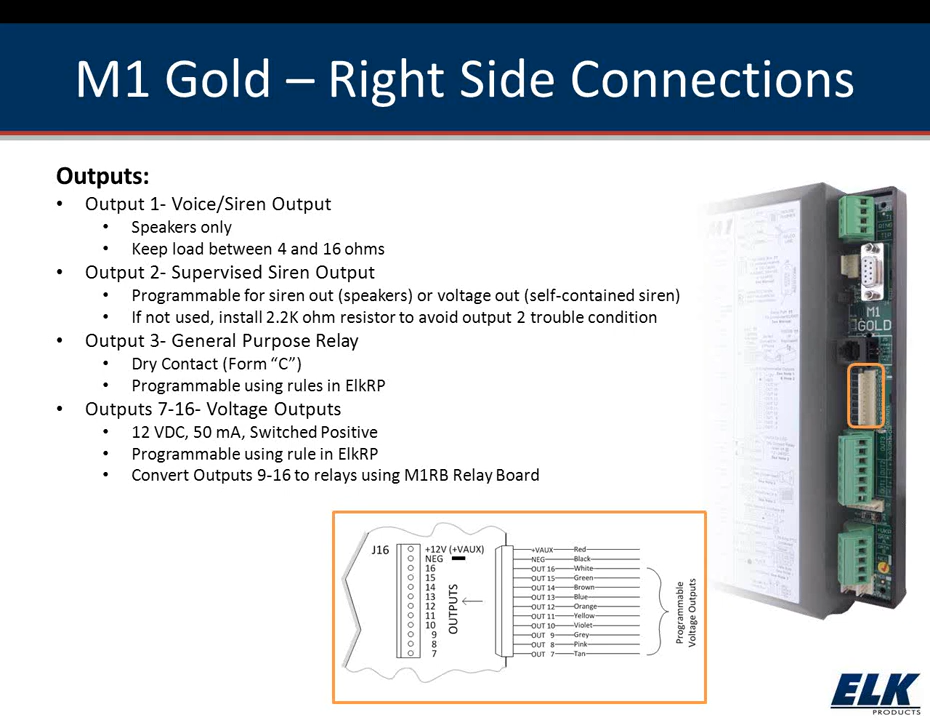 M1 Gold – Right Side Connections
Outputs:
• Output 1- Voice/Siren Output
• Speakers only
• Keep load between 4 and 16 ohms
• Output 2- Supervised Siren Output
• Programmable for siren out (speakers) or voltage out (self-contained siren)
• If not used, install 2.2K ohm resistor to avoid output 2 trouble condition
• Output 3- General Purpose Relay
• Dry Contact (Form “C”)
• Programmable using rules in ElkRP
• Outputs 7-16- Voltage Outputs
• 12 VDC, 50 mA, Switched Positive
• Programmable using rule in ElkRP
• Convert Outputs 9-16 to relays using M1RB Relay Board
M1
GOLD
J16
+12V (+VAUX)
NEG
16
15
14
13
12
11
10
9
8
7
OUTPUTS
+VAUX Red
NEG Black
OUT 16 White
OUT 15 Green
OUT 14 Brown
OUT 13 Blue
OUT 12 Orange
OUT 11 Yellow
OUT 10 Violet
OUT 9 Grey
OUT 8 Pink
OUT 7 Tan
Programmable
Voltage Outputs
ELK
PRODUCTS